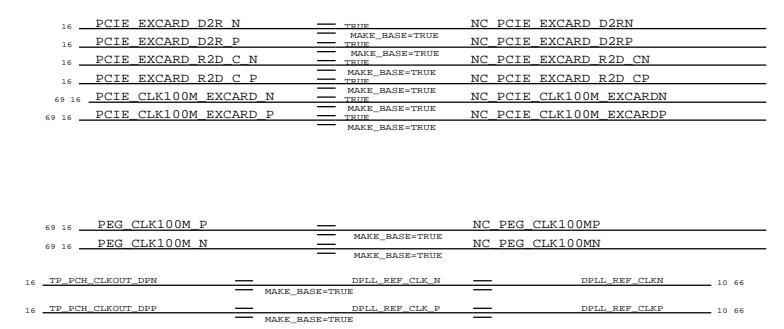 16 PCIE_EXCARD_D2R_N TRUE NC_PCIE_EXCARD_D2RN
MAKE_BASE=TRUE
16 PCIE_EXCARD_D2R_P TRUE NC_PCIE_EXCARD_D2RP
MAKE_BASE=TRUE
16 PCIE_EXCARD_R2D_C_N TRUE NC_PCIE_EXCARD_R2D_CN
MAKE_BASE=TRUE
16 PCIE_EXCARD_R2D_C_P TRUE NC_PCIE_EXCARD_R2D_CP
MAKE_BASE=TRUE
69 16 PCIE_CLK100M_EXCARD_N TRUE NC_PCIE_CLK100M_EXCARDN
MAKE_BASE=TRUE
69 16 PCIE_CLK100M_EXCARD_P TRUE NC_PCIE_CLK100M_EXCARDP
MAKE_BASE=TRUE
69 16 PEG_CLK100M_P NC_PEG_CLK100MP
MAKE_BASE=TRUE
69 16 PEG_CLK100M_N NC_PEG_CLK100MN
MAKE_BASE=TRUE
16 TP_PCH_CLKOUT_DPN DPLL_REF_CLK_N DPLL_REF_CLKN 10 66
MAKE_BASE=TRUE
16 TP_PCH_CLKOUT_DPP DPLL_REF_CLK_P DPLL_REF_CLKP 10 66
MAKE_BASE=TRUE